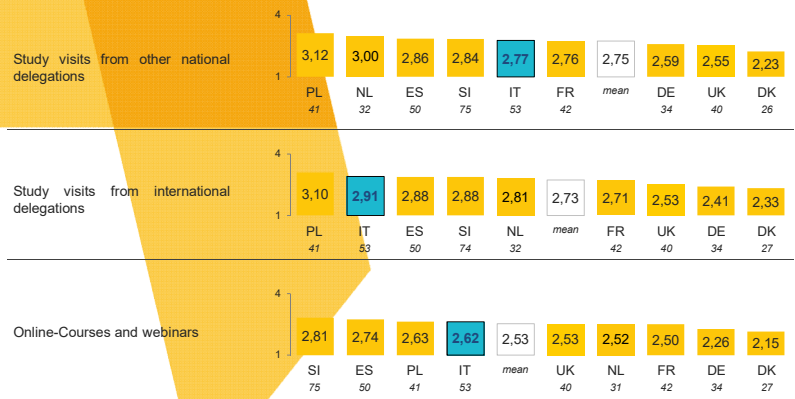 4
Study visits from other national
delegations
3,12 3,00 2,86 2,84 2,77 2,76 2,75 2,59 2,55 2,23
1
PL NL ES SI IT FR mean DE UK DK
41 32 50 75 53 42 34 40 26
4
Study visits from international
delegations
3,10 2,91 2,88 2,88 2,81 2,73 2,71 2,53 2,41 2,33
1
PL IT ES SI NL mean FR UK DE DK
41 53 50 74 32 42 40 34 27
4
Online-Courses and webinars
2,81 2,74 2,63 2,62 2,53 2,53 2,52 2,50 2,26 2,15
1
SI ES PL IT mean UK NL FR DE DK
75 50 41 53 40 31 42 34 27